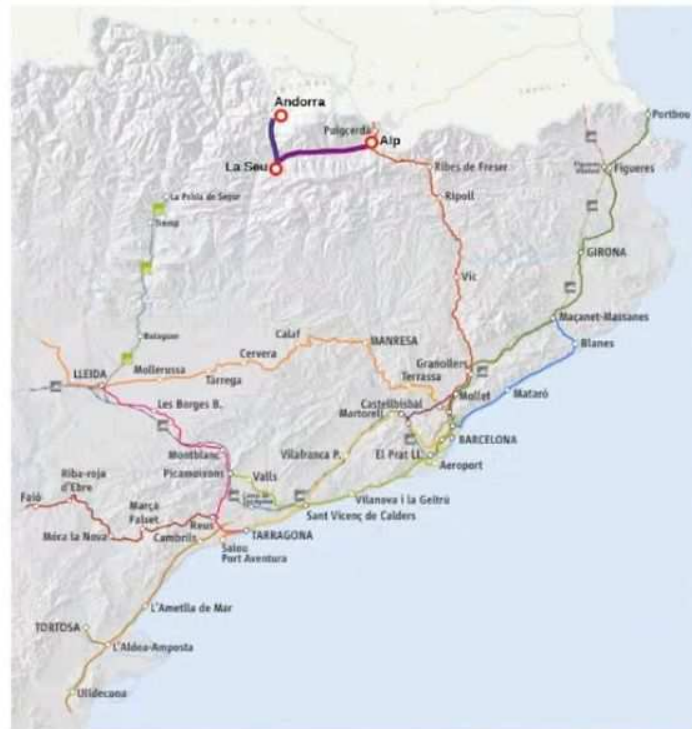 Andorra
Portbou
Puigcerdà
Alp
La Seu
Ribes de Freser
Figueres
Ripoll
La Pobla de Segur
Tremp
GIRONA
Vic
Maçanet-Massanes
Balaguer
Calaf
MANRESA
Blanes
Cervera
Granollers
Mollerussa
Terrassa
LLEIDA
Tàrrega
Mataró
Les Borges B.
Castellbisbal
Mollet
Martorell
BARCELONA
Montblanc
Vilafranca P.
El Prat Ll.
Aeroport
Picamoixons
Valls
Riba-roja
d'Ebre
Faió
Vilanova i la Geltrú
Marçà
Falset
Reus
Sant Vicenç de Calders
Móra la Nova
Cambrils
TARRAGONA
Salou
Port Aventura
L'Ametlla de Mar
TORTOSA
L'Aldea-Amposta
Ulldecona